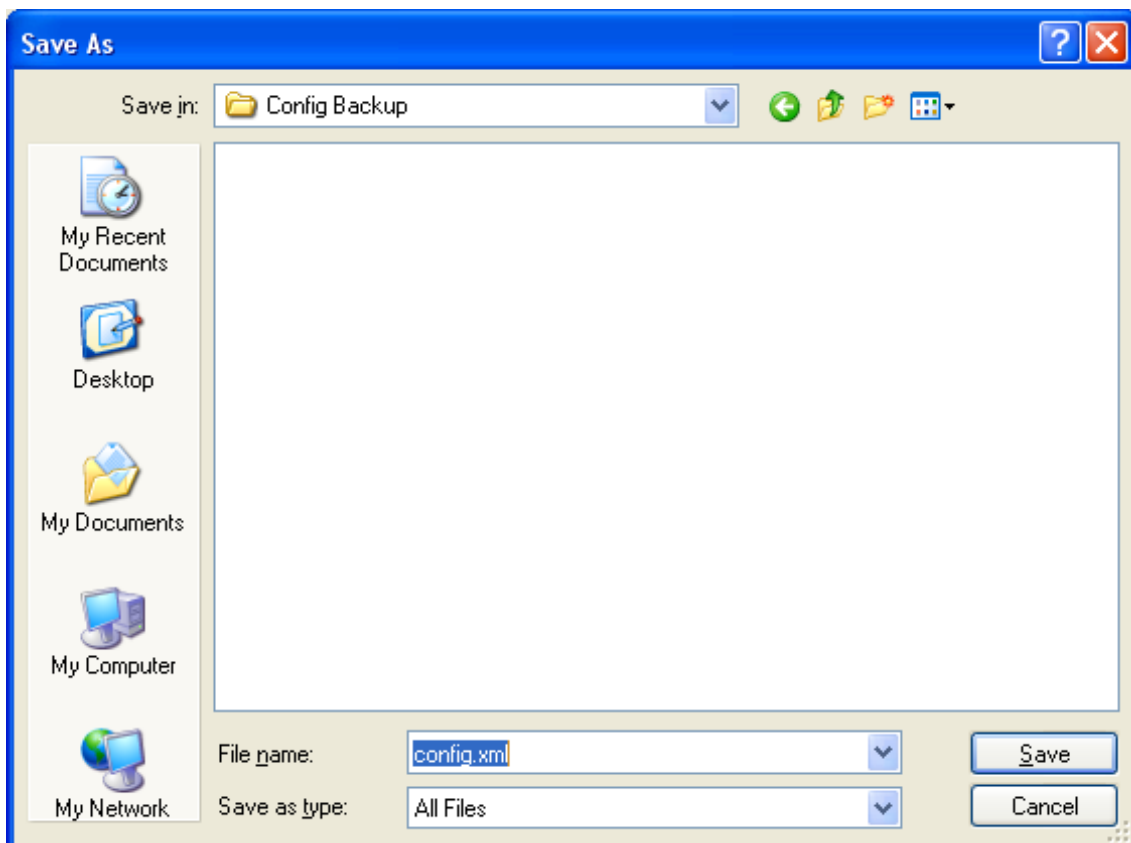 Save As
Save in:
Config Backup
My Recent
Documents
Desktop
My Documents
My Computer
My Network
File name:
config.xml
Save
Save as type:
All Files
Cancel